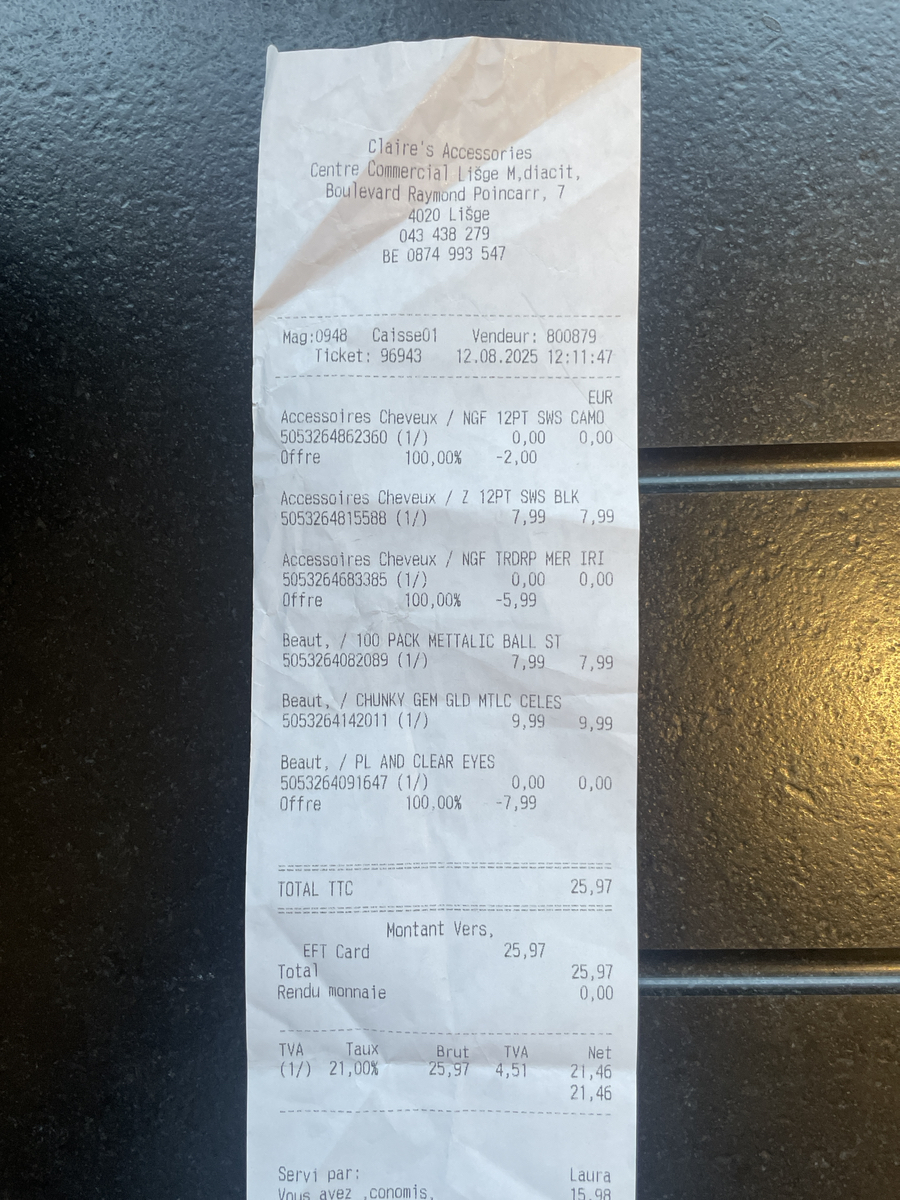 Claire's Accessories
Centre Commercial Lišge M,diacit,
Boulevard Raymond Poincarr, 7
4020 Lišge
043 438 279
BE 0874 993 547
Mag:0948 Caisse01 Vendeur: 800879
Ticket: 96943 12.08.2025 12:11:47
EUR
Accessoires Cheveux / NGF 12PT SWS CAMO
5053264862360 (1/) 0,00 0,00
Offre 100,00% -2,00
Accessoires Cheveux / Z 12PT SWS BLK
5053264815588 (1/) 7,99 7,99
Accessoires Cheveux / NGF TRDRP MER IRI
5053264683385 (1/) 0,00 0,00
Offre 100,00% -5,99
Beaut, / 100 PACK METTALIC BALL ST
5053264082089 (1/) 7,99 7,99
Beaut, / CHUNKY GEM GLD MTLC CELES
5053264142011 (1/) 9,99 9,99
Beaut, / PL AND CLEAR EYES
5053264091647 (1/) 0,00 0,00
Offre 100,00% -7,99
TOTAL TTC 25,97
Montant Vers,
EFT Card 25,97
Total 25,97
Rendu monnaie 0,00
TVA Taux Brut TVA Net
(1/) 21,00% 25,97 4,51 21,46
21,46
Servi par: Laura
Vous avez ,conomis, 15,98